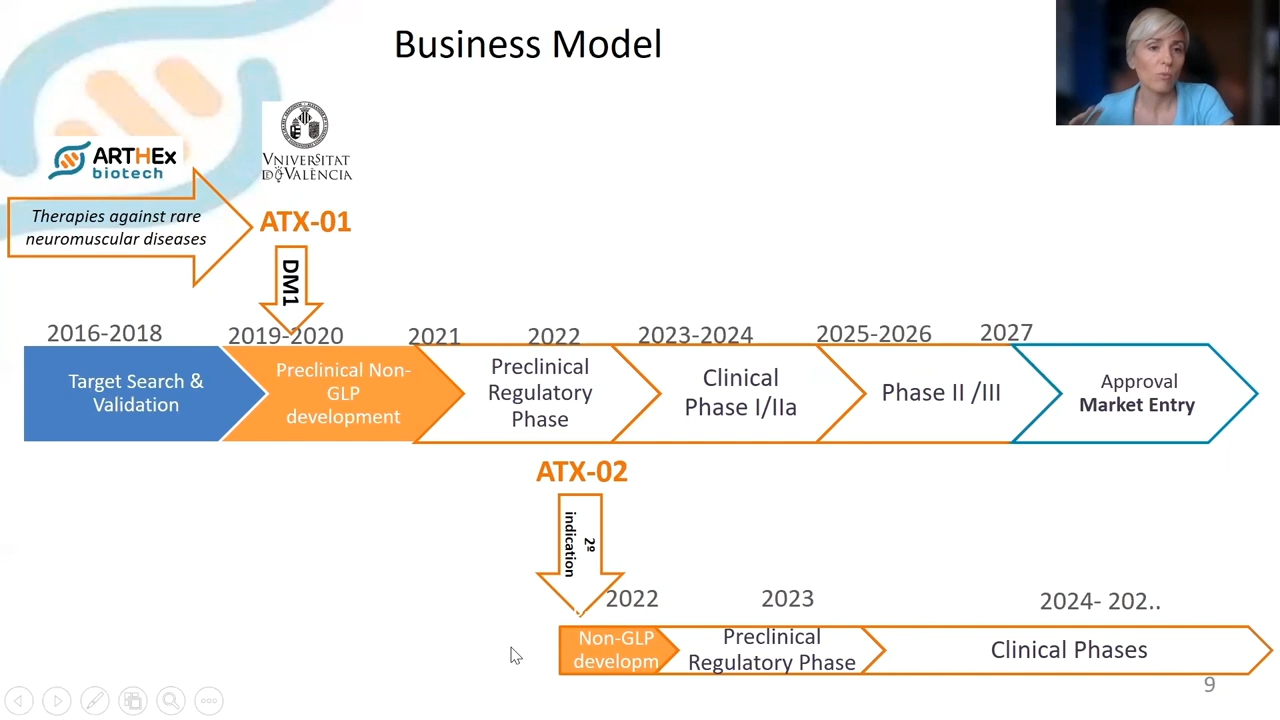 Business Model
ARTHEx
biotech
VNIVERSITAT
DE VALÈNCIA
Therapies against rare
neuromuscular diseases
ATX-01
DM1
2016-2018
2019-2020
2021
2022
2023-2024
2025-2026
2027
Target Search &
Validation
Preclinical Non-
GLP
development
Preclinical
Regulatory
Phase
Clinical
Phase I/IIa
Phase II /III
Approval
Market Entry
ATX-02
2º
indication
2022
2023
2024- 202..
Non-GLP
developm
Preclinical
Regulatory Phase
Clinical Phases
9